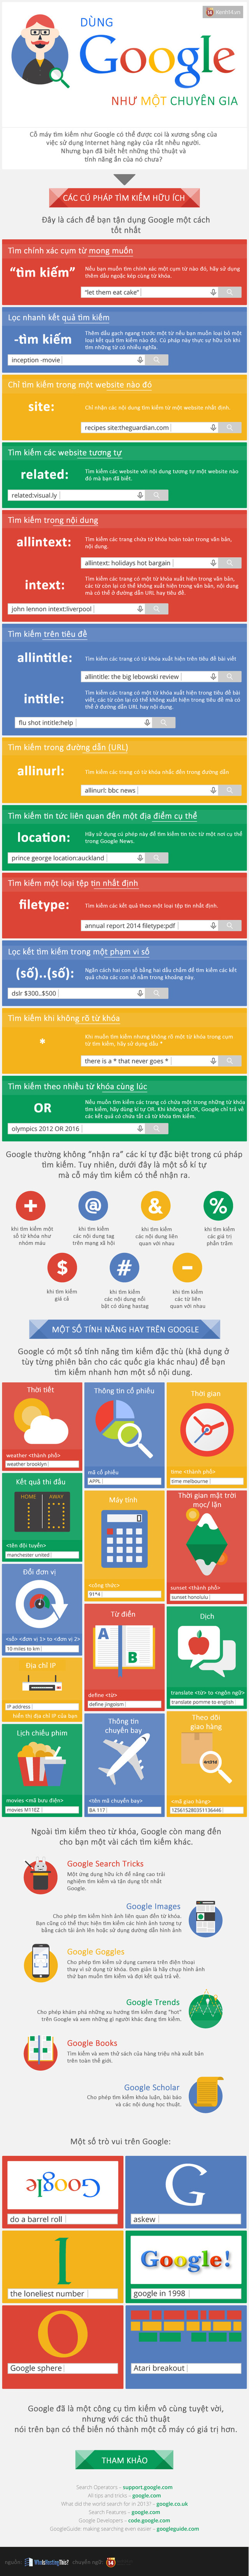 DÙNG
Google
NHƯ MỘT CHUYÊN GIA
Cỗ máy tìm kiếm như Google có thể được coi là xương sống của
việc sử dụng Internet hàng ngày của rất nhiều người.
Nhưng bạn đã biết hết những thủ thuật và
tính năng ẩn của nó chưa?
CÁC CÚ PHÁP TÌM KIẾM HỮU ÍCH
Đây là cách để bạn tận dụng Google một cách
tốt nhất
Tìm chính xác cụm từ mong muốn
“tìm kiếm”
Nếu bạn muốn tìm chính xác một cụm từ nào đó, hãy sử dụng
thêm dấu ngoặc kép cùng từ khóa.
"let them eat cake"
Lọc nhanh kết quả tìm kiếm
-tìm kiếm
Thêm dấu gạch ngang trước một từ nếu bạn muốn loại bỏ một
loạt kết quả tìm kiếm nào đó. Cú pháp này thực sự hữu ích khi
tìm những từ có nhiều nghĩa.
inception -movie
Chỉ tìm kiếm trong một website nào đó
site:
Chỉ nhận các nội dung tìm kiếm từ một website nhất định.
recipes site:theguardian.com
Tìm kiếm các website tương tự
related:
Tìm kiếm các website với nội dung tương tự một website nào
đó mà bạn đã biết.
related:visual.ly
Tìm kiếm trong nội dung
allintext:
Tìm kiếm các trang chứa từ khóa hoàn toàn trong văn bản,
nội dung.
allintext: holidays hot bargain
intext:
Tìm kiếm các trang có một từ khóa xuất hiện trong văn bản,
các từ còn lại có thể không xuất hiện trong văn bản, nội dung
mà có thể ở đường dẫn URL hay tiêu đề.
john lennon intext:liverpool
Tìm kiếm trên tiêu đề
allintitle:
Tìm kiếm các trang có từ khóa xuất hiện trên tiêu đề bài viết
allintitle: the big lebowski review
intitle:
Tìm kiếm các trang có một từ khóa xuất hiện trong tiêu đề bài
viết, các từ còn lại có thể không xuất hiện trong tiêu đề mà có
thể ở đường dẫn URL hay nội dung.
flu shot intitle:help
Tìm kiếm trong đường dẫn (URL)
allinurl:
Tìm kiếm các trang có từ khóa nhắc đến trong đường dẫn
allinurl: bbc news
Tìm kiếm tin tức liên quan đến một địa điểm cụ thể
location:
Hãy sử dụng cú pháp này để tìm kiếm tin tức từ một nơi cụ thể
trong Google News.
prince george location:auckland
Tìm kiếm một loại tệp tin nhất định
filetype:
Tìm kiếm các kết quả theo một loại tệp tin nhất định.
annual report 2014 filetype:pdf
Lọc kết tìm kiếm trong một phạm vi số
(số)..(số):
Ngăn cách hai con số bằng hai dấu chấm để tìm kiếm các kết
quả chứa các con số nằm trong khoảng này.
dslr $300..$500
Tìm kiếm khi không rõ từ khóa
*
Khi muốn tìm kiếm nhưng không rõ một từ khóa trong cụm
từ tìm kiếm, hãy sử dụng dấu *
there is a * that never goes *
Tìm kiếm theo nhiều từ khóa cùng lúc
OR
Nếu muốn tìm kiếm các trang có chứa một trong những từ khóa
tìm kiếm, hãy dùng kí tự OR. Khi không có OR, Google chỉ trả về
các kết quả có chứa tất cả từ khóa tìm kiếm.
olympics 2012 OR 2016
Google thường không "nhận ra" các kí tự đặc biệt trong cú pháp
tìm kiếm. Tuy nhiên, dưới đây là một số kí tự
mà cỗ máy tìm kiếm có thể nhận ra.
+
@
&
%
khi tìm kiếm một
số từ khóa như
nhóm máu
khi tìm kiếm
các nội dung tag
trên mạng xã hội
khi tìm kiếm
các nội dung liên
quan với nhau
khi tìm kiếm
các giá trị
phần trăm
$
#
-
khi tìm kiếm
giá cả
khi tìm kiếm
các nội dung nổi
bật có dùng hastag
khi tìm kiếm
các từ liên
quan với nhau
MỘT SỐ TÍNH NĂNG HAY TRÊN GOOGLE
Google có một số tính năng tìm kiếm đặc thù (khả dụng ở
tùy từng phiên bản cho các quốc gia khác nhau) để bạn
tìm kiếm nhanh hơn một số nội dung.
Thời tiết
weather <thành phố>
weather brooklyn
Thông tin cổ phiếu
mã cổ phiếu
APPL
Thời gian
time <thành phố>
time melbourne
Kết quả thi đấu
HOME AWAY
<tên đội tuyển>
manchester united
Máy tính
<công thức>
91*4
Thời gian mặt trời
mọc/ lặn
sunset <thành phố>
sunset honolulu
Đổi đơn vị
<số> <đơn vị 1> to <đơn vị 2>
10 miles to km
Từ điển
A
B
define <từ>
define jingoism
Dịch
translate <từ> to <ngôn ngữ>
translate pomme to english
Địa chỉ IP
IP address
hiển thị địa chỉ IP của bạn
Lịch chiếu phim
movies <mã bưu điện>
movies M11EZ
Thông tin
chuyến bay
<tên mã chuyến bay>
BA 117
Theo dõi
giao hàng
<mã giao hàng>
1Z5615280351136446
Ngoài tìm kiếm theo từ khóa, Google còn mang đến
cho bạn một vài cách tìm kiếm khác.
Google Search Tricks
Một ứng dụng hữu ích để nâng cao trải
nghiệm tìm kiếm và tận dụng tốt nhất
Google.
Google Images
Cho phép tìm kiếm hình ảnh liên quan đến từ khóa.
Bạn cũng có thể thực hiện tìm kiếm các hình ảnh tương tự
bằng cách tải ảnh lên hoặc sử dụng đường dẫn hình ảnh
Google Goggles
Cho phép tìm kiếm sử dụng camera trên điện thoại
thay vì sử dụng từ khóa. Đơn giản là hãy chụp hình ảnh
thứ bạn muốn tìm kiếm và đợi kết quả trả về.
Google Trends
Cho phép khám phá những xu hướng tìm kiếm đang "hot"
trên Google và xem những gì người khác đang tìm kiếm.
Google Books
Tìm kiếm và xem thử sách của hàng triệu nhà xuất bản
trên toàn thế giới.
Google Scholar
Cho phép tìm kiếm khóa luận, bài báo
và các nội dung học thuật.
Một số trò vui trên Google:
Google
do a barrel roll
G
askew
1
the loneliest number
Google!
google in 1998
O
Google sphere
Atari breakout
Google đã là một công cụ tìm kiếm vô cùng tuyệt vời,
nhưng với các thủ thuật
nói trên bạn có thể biến nó thành một cỗ máy có giá trị hơn.
THAM KHẢO
Search Operators - support.google.com
All tips and tricks - google.com
What did the world search for in 2013? - google.co.uk
Search Features - google.com
Google Developers - code.google.com
GoogleGuide: making searching even easier - googleguide.com
nguồn: WhoIsHostingThis? chuyển ngữ: